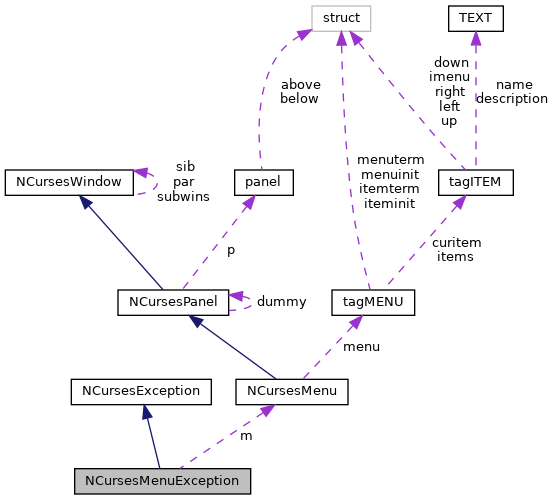 struct
TEXT
above
below
down
imenu
right
left
up
name
description
NCursesWindow
sib
par
subwins
panel
menuterm
menuinit
itemterm
iteminit
tagITEM
p
curitem
items
NCursesPanel
dummy
tagMENU
menu
NCursesException
NCursesMenu
m
NCursesMenuException